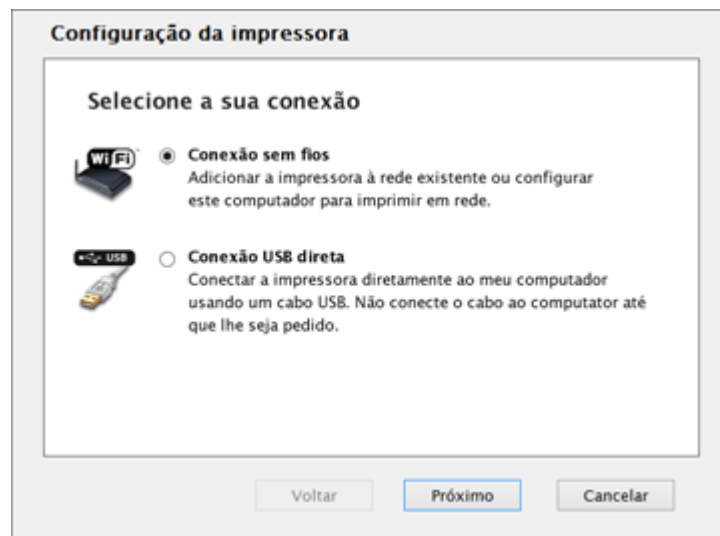 Configuração da impressora
Selecione a sua conexão
WiFi
Conexão sem fios
Adicionar a impressora à rede existente ou configurar
este computador para imprimir em rede.
USB
Conexão USB direta
Conectar a impressora diretamente ao meu computador
usando um cabo USB. Não conecte o cabo ao computator até
que lhe seja pedido.
Voltar
Próximo
Cancelar